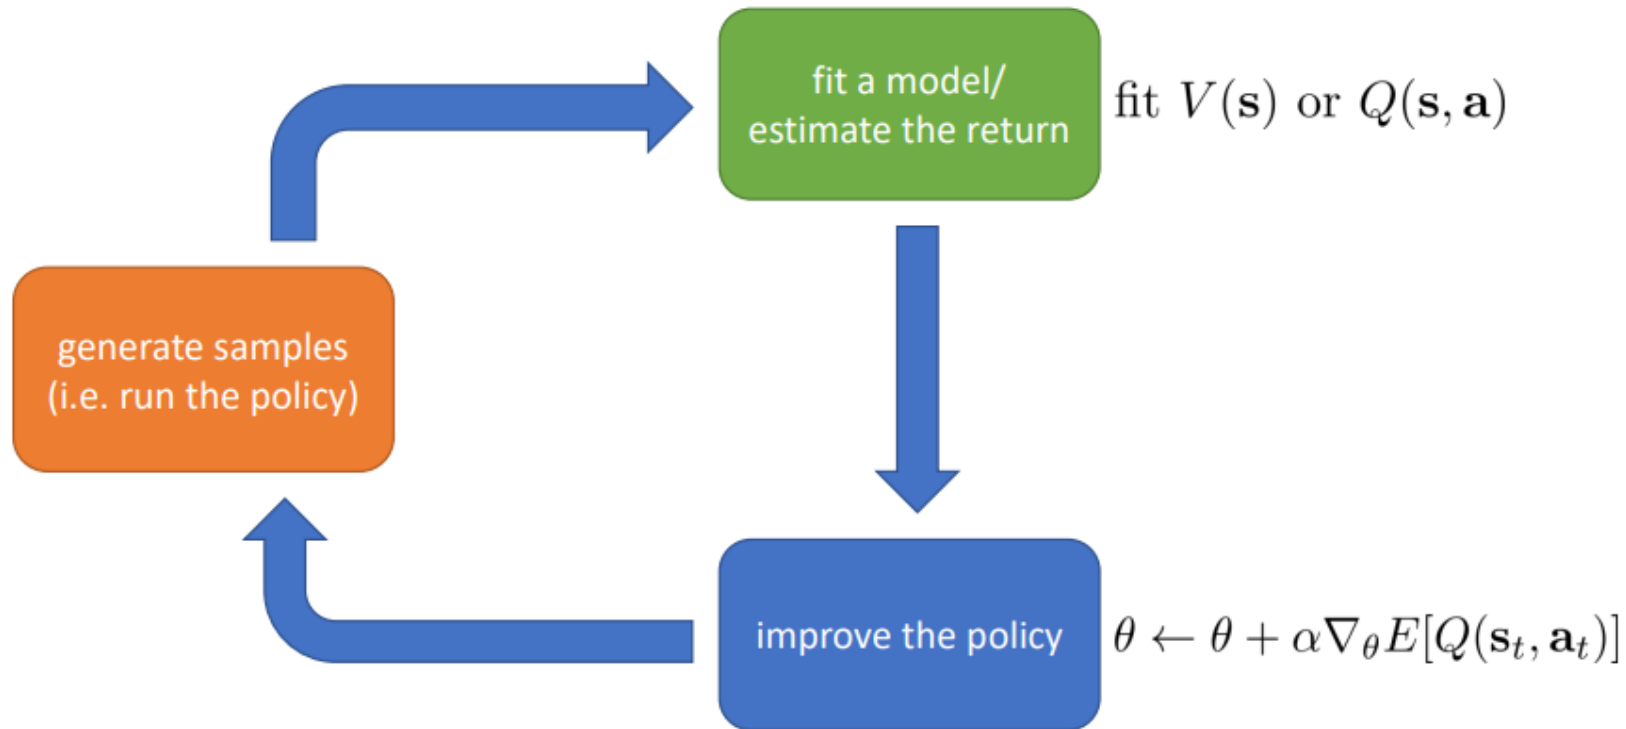 fit a model/
estimate the return
fit V(s) or Q(s, a)
generate samples
(i.e. run the policy)
improve the policy
θ ← θ + α∇θE[Q(st, at)]